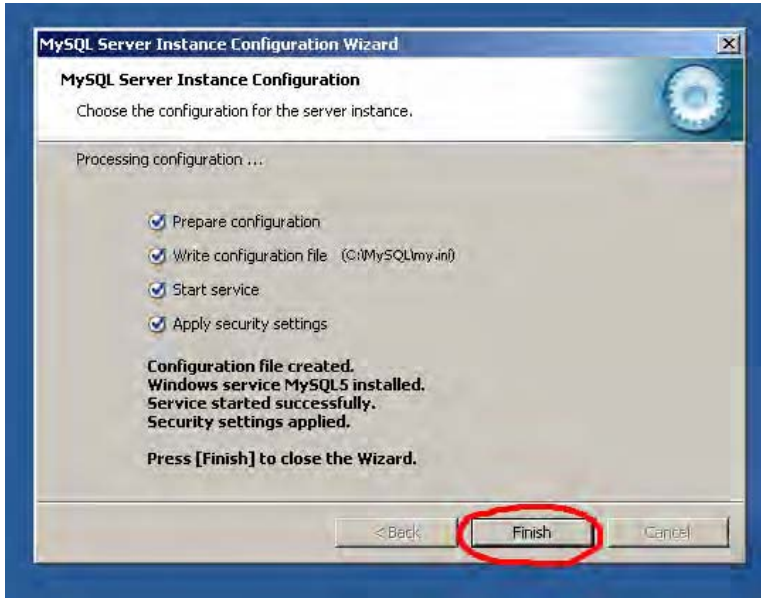 MySQL Server Instance Configuration Wizard
MySQL Server Instance Configuration
Choose the configuration for the server instance.
Processing configuration ...
Prepare configuration
Write configuration file (C:\MySQL\my.ini)
Start service
Apply security settings
Configuration file created.
Windows service MySQL5 installed.
Service started successfully.
Security settings applied.
Press [Finish] to close the Wizard.
< Back Finish Cancel